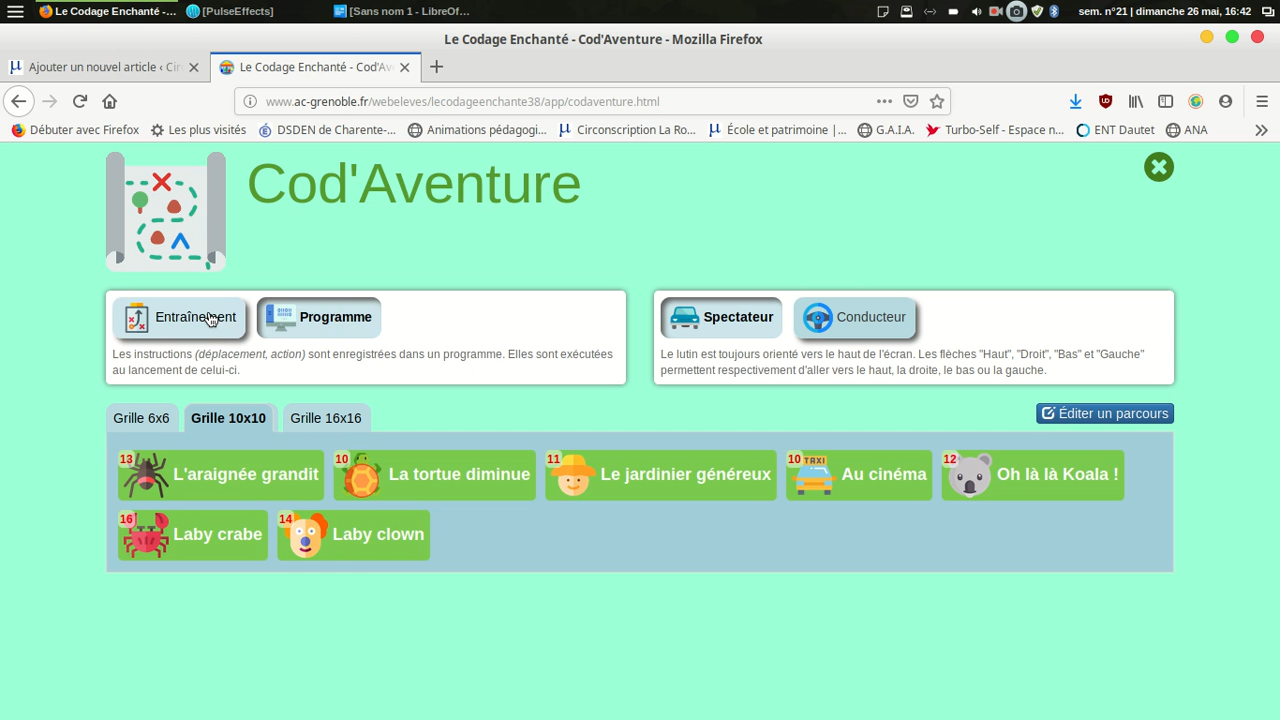 Le Codage Enchanté -...
[PulseEffects]
[Sans nom 1 - LibreOf...
sem. n°21 | dimanche 26 mai, 16:42
Le Codage Enchanté - Cod'Aventure - Mozilla Firefox
Ajouter un nouvel article ‹ Cir
Le Codage Enchanté - Cod'Av
www.ac-grenoble.fr/webeleves/lecodageenchante38/app/codaventure.html
Débuter avec Firefox
Les plus visités
DSDEN de Charente-...
Animations pédagogi...
Circonscription La Ro...
École et patrimoine |...
G.A.I.A.
Turbo-Self - Espace n...
ENT Dautet
ANA
Cod'Aventure
Entraînement
Programme
Les instructions (déplacement, action) sont enregistrées dans un programme. Elles sont exécutées
au lancement de celui-ci.
Spectateur
Conducteur
Le lutin est toujours orienté vers le haut de l'écran. Les flèches "Haut", "Droit", "Bas" et "Gauche"
permettent respectivement d'aller vers le haut, la droite, le bas ou la gauche.
Grille 6x6
Grille 10x10
Grille 16x16
Éditer un parcours
13 L'araignée grandit
10 La tortue diminue
11 Le jardinier généreux
10 TAXI Au cinéma
12 Oh là là Koala !
16 Laby crabe
14 Laby clown